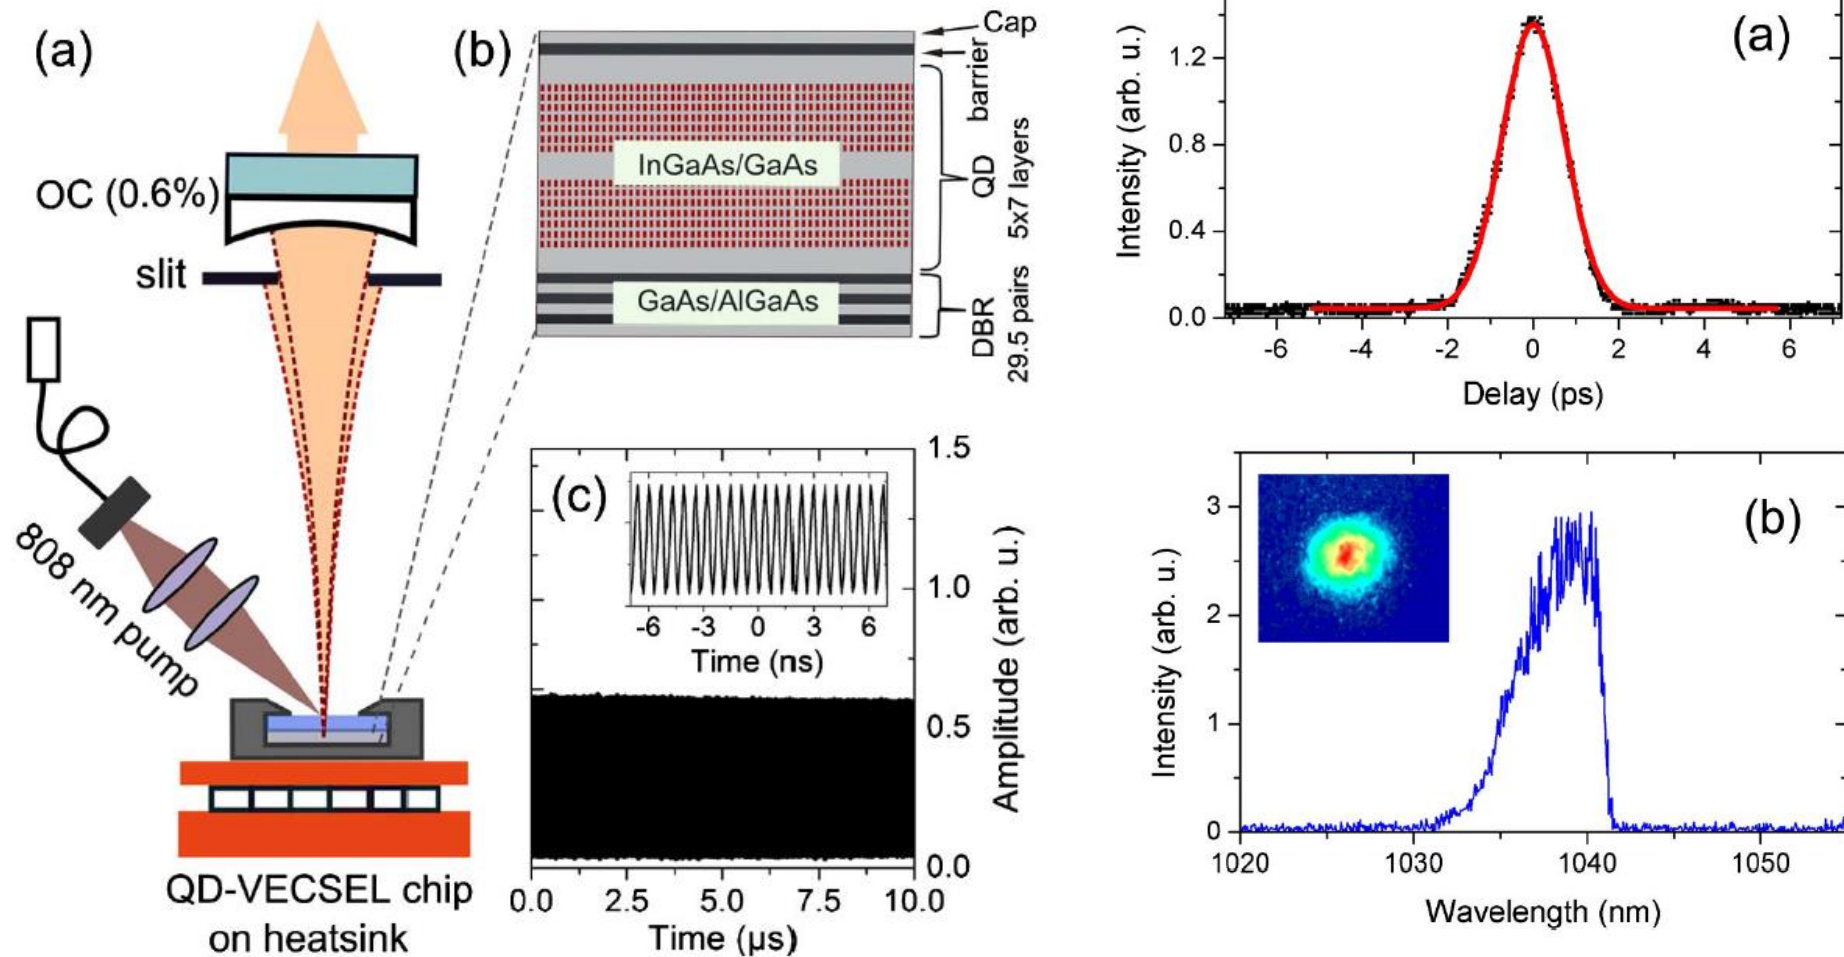 (a)
OC (0.6%)
slit
808 nm pump
QD-VECSEL chip
on heatsink
(b)
Cap
barrier
InGaAs/GaAs
QD
5x7 layers
GaAs/AlGaAs
DBR
29.5 pairs
(c)
-6 -3 0 3 6
Time (ns)
1.5
1.0
0.5
0.0
Amplitude (arb. u.)
0.0 2.5 5.0 7.5 10.0
Time (µs)
(a)
Intensity (arb. u.)
1.2
0.8
0.4
0.0
-6 -4 -2 0 2 4 6
Delay (ps)
(b)
Intensity (arb. u.)
3
2
1
0
1020 1030 1040 1050
Wavelength (nm)